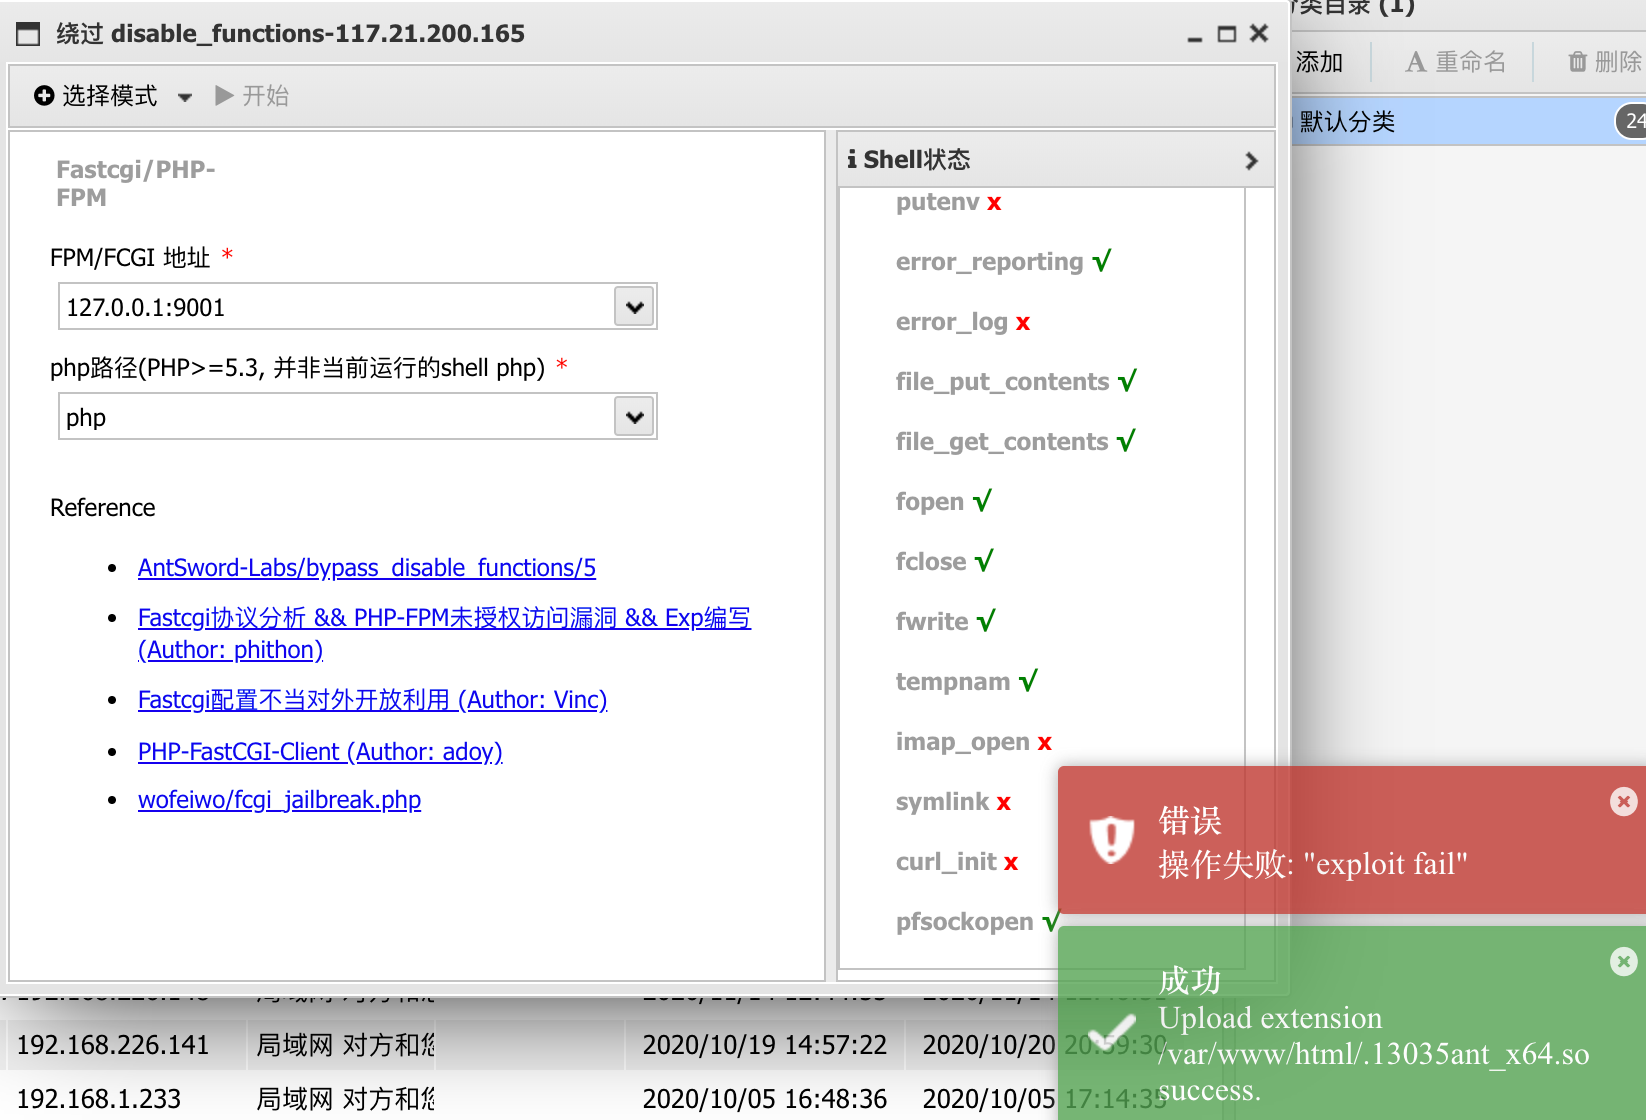 绕过 disable_functions-117.21.200.165
选择模式
开始
Fastcgi/PHP-
FPM
FPM/FCGI 地址 *
127.0.0.1:9001
php路径(PHP>=5.3, 并非当前运行的shell php) *
php
Reference
AntSword-Labs/bypass_disable_functions/5
Fastcgi协议分析 && PHP-FPM未授权访问漏洞 && Exp编写
(Author: phithon)
Fastcgi配置不当对外开放利用 (Author: Vinc)
PHP-FastCGI-Client (Author: adoy)
wofeiwo/fcgi_jailbreak.php
Shell状态
putenv x
error_reporting √
error_log x
file_put_contents √
file_get_contents √
fopen √
fclose √
fwrite √
tempnam √
imap_open x
symlink x
curl_init x
pfsockopen √
类目录 (1)
添加
A 重命名
删除
默认分类
24
错误
操作失败: "exploit fail"
成功
Upload extension
/var/www/html/.13035ant_x64.so
success.
192.168.226.141 局域网 对方和您 2020/10/19 14:57:22 2020/10/20 20:59:30
192.168.1.233 局域网 对方和您 2020/10/05 16:48:36 2020/10/05 17:14:35